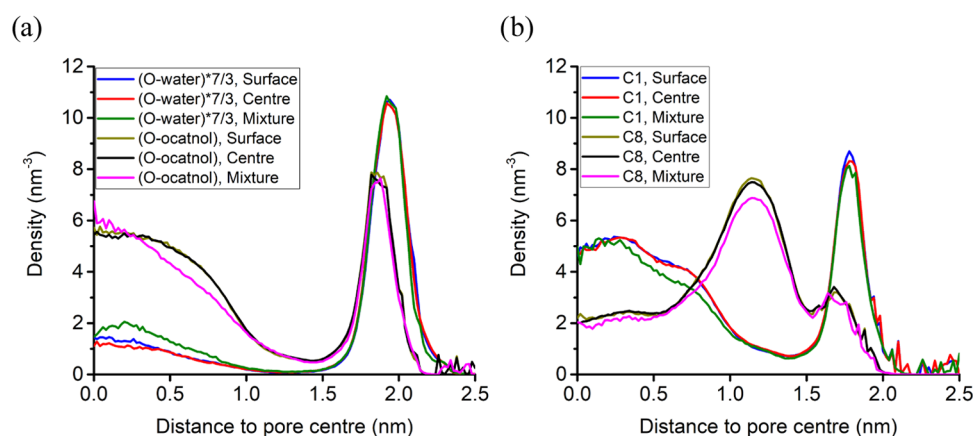 (a)
Density (nm⁻³)
12
10
8
6
4
2
0
(O-water)*7/3, Surface
(O-water)*7/3, Centre
(O-water)*7/3, Mixture
(O-ocatnol), Surface
(O-ocatnol), Centre
(O-ocatnol), Mixture
0.0 0.5 1.0 1.5 2.0 2.5
Distance to pore centre (nm)
(b)
Density (nm⁻³)
12
10
8
6
4
2
0
C1, Surface
C1, Centre
C1, Mixture
C8, Surface
C8, Centre
C8, Mixture
0.0 0.5 1.0 1.5 2.0 2.5
Distance to pore centre (nm)